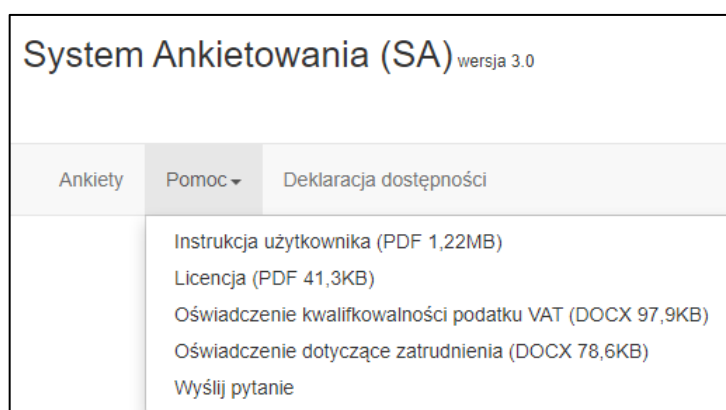 System Ankietowania (SA) wersja 3.0
Ankiety Pomoc Deklaracja dostępności
Instrukcja użytkownika (PDF 1,22MB)
Licencja (PDF 41,3KB)
Oświadczenie kwalifkowalności podatku VAT (DOCX 97,9KB)
Oświadczenie dotyczące zatrudnienia (DOCX 78,6KB)
Wyślij pytanie